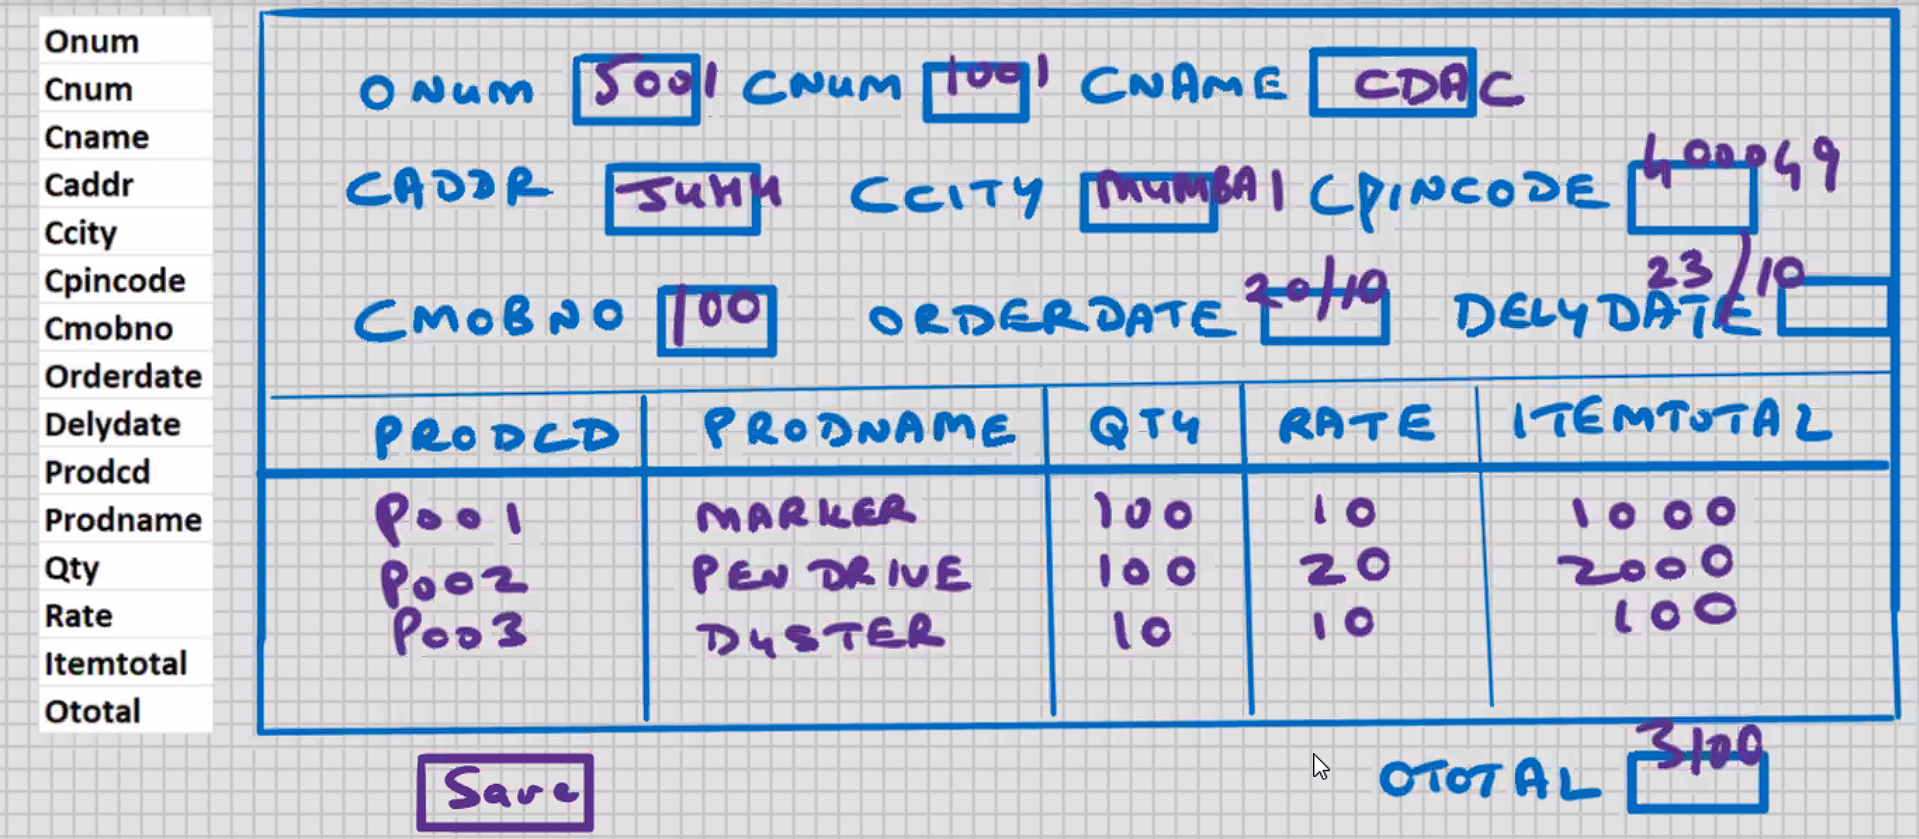 Onum
Cnum
Cname
Caddr
Ccity
Cpincode
Cmobno
Orderdate
Delydate
Prodcd
Prodname
Qty
Rate
Itemtotal
Ototal
ONUM 5001 CNUM 1001 CNAME CDAC
CADDR JUHU CCITY MUMBAI CPINCODE 400049
CMOBNO 100 ORDERDATE 20/10 DELYDATE 23/10
PRODCD PRODNAME QTY RATE ITEMTOTAL
P001 MARKER 100 10 1000
P002 PEN DRIVE 100 20 2000
P003 DUSTER 10 10 100
Save OTOTAL 3100